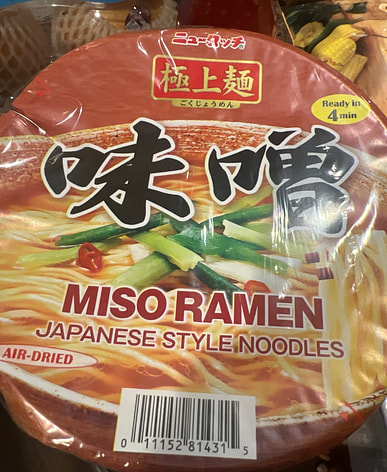 ニュータッチ
極上麺
ごくじょうめん
Ready in
4 min
味噌
MISO RAMEN
JAPANESE STYLE NOODLES
AIR-DRIED
0 11152 81431 5